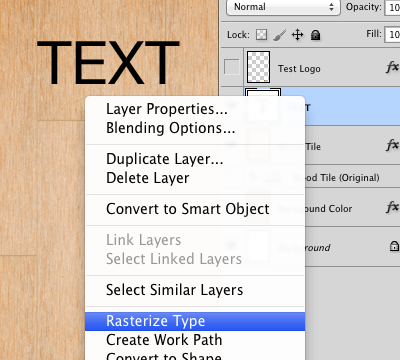 TEXT
Normal
Opacity:
Lock:
Fill:
Test Logo
fx
Layer Properties...
Blending Options...
Duplicate Layer...
Delete Layer
Convert to Smart Object
Link Layers
Select Linked Layers
Select Similar Layers
Rasterize Type
Create Work Path
Convert to Shape
T
Tile
fx
ood Tile (Original)
ound Color
fx
round